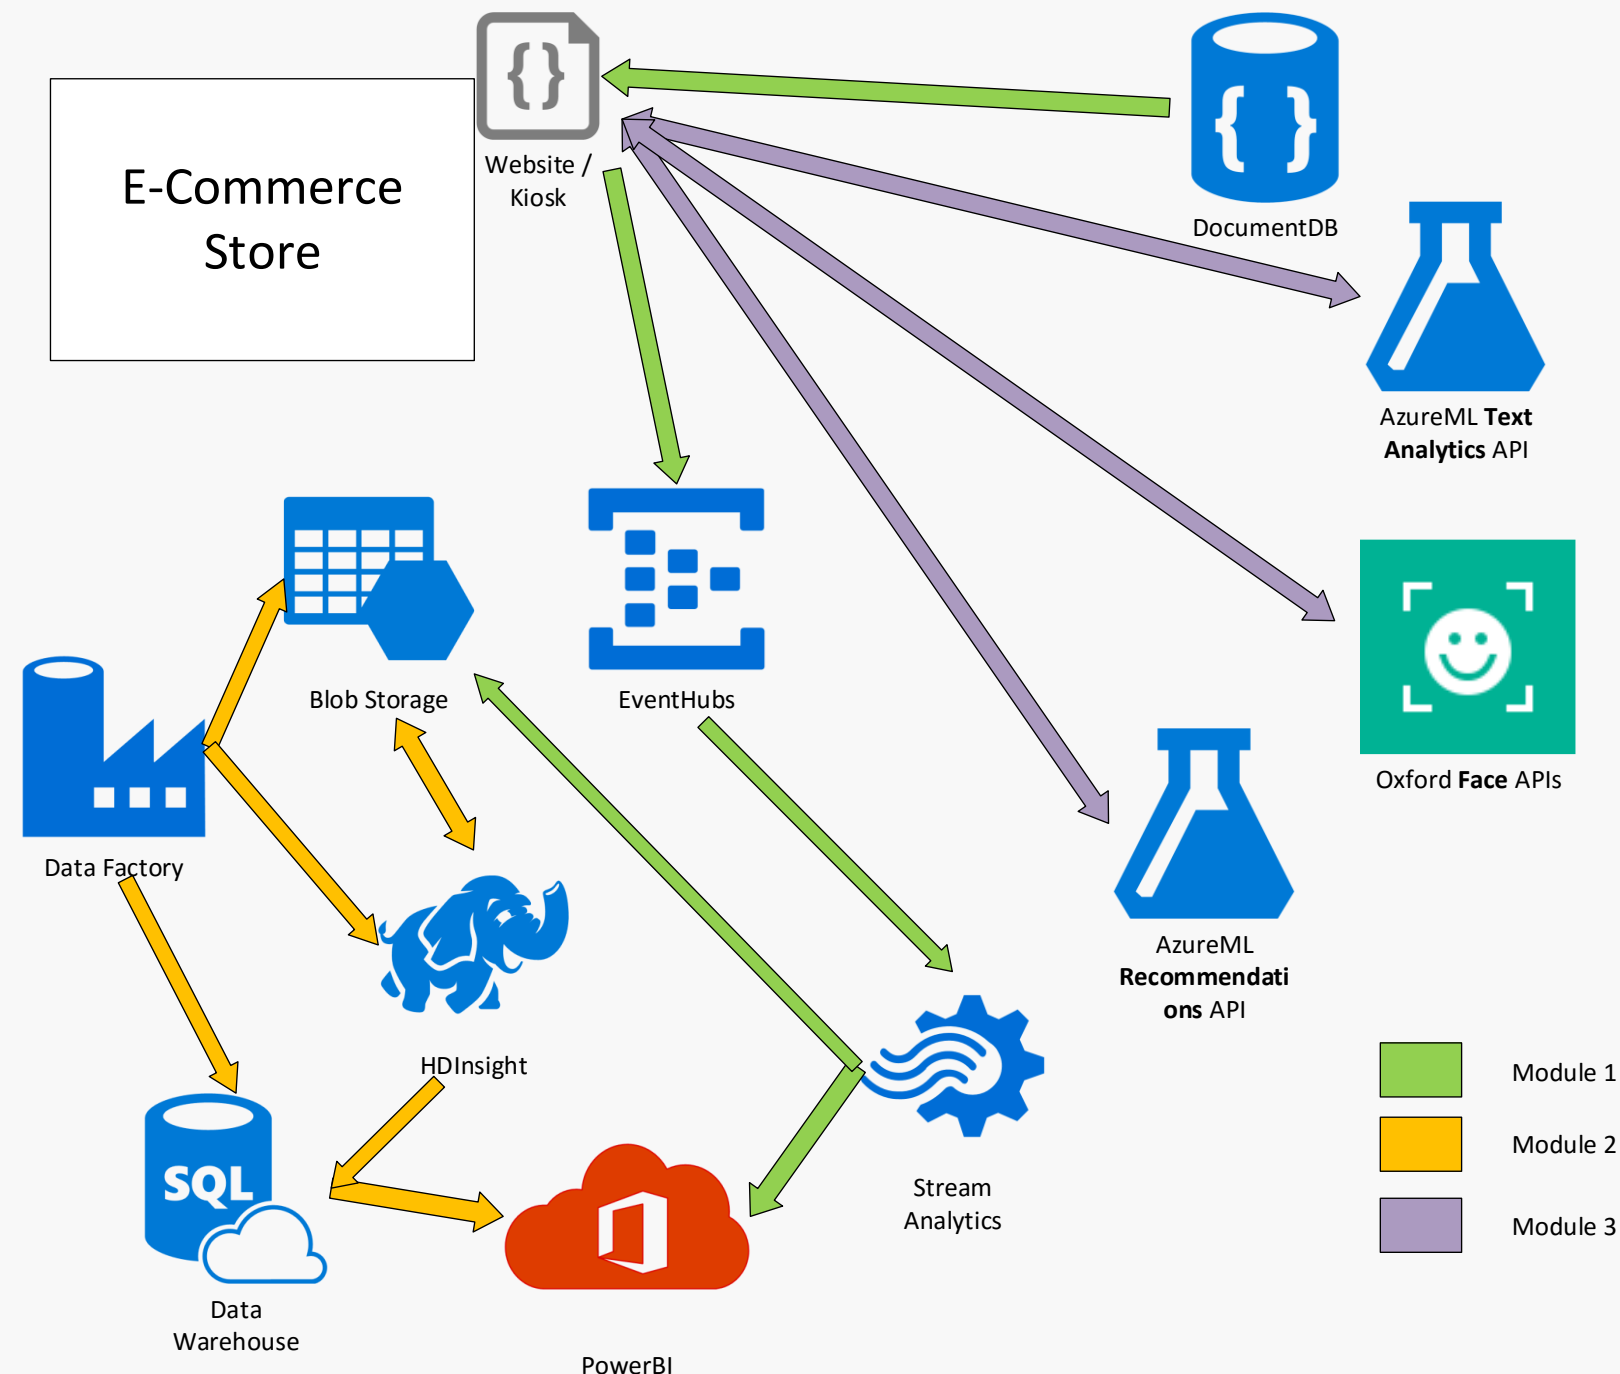 E-Commerce
Store
Website /
Kiosk
{ }
{ }
DocumentDB
AzureML Text
Analytics API
Blob Storage
EventHubs
Oxford Face APIs
Data Factory
AzureML
Recommendati
ons API
HDInsight
SQL
Stream
Analytics
Data
Warehouse
PowerBI
Module 1
Module 2
Module 3